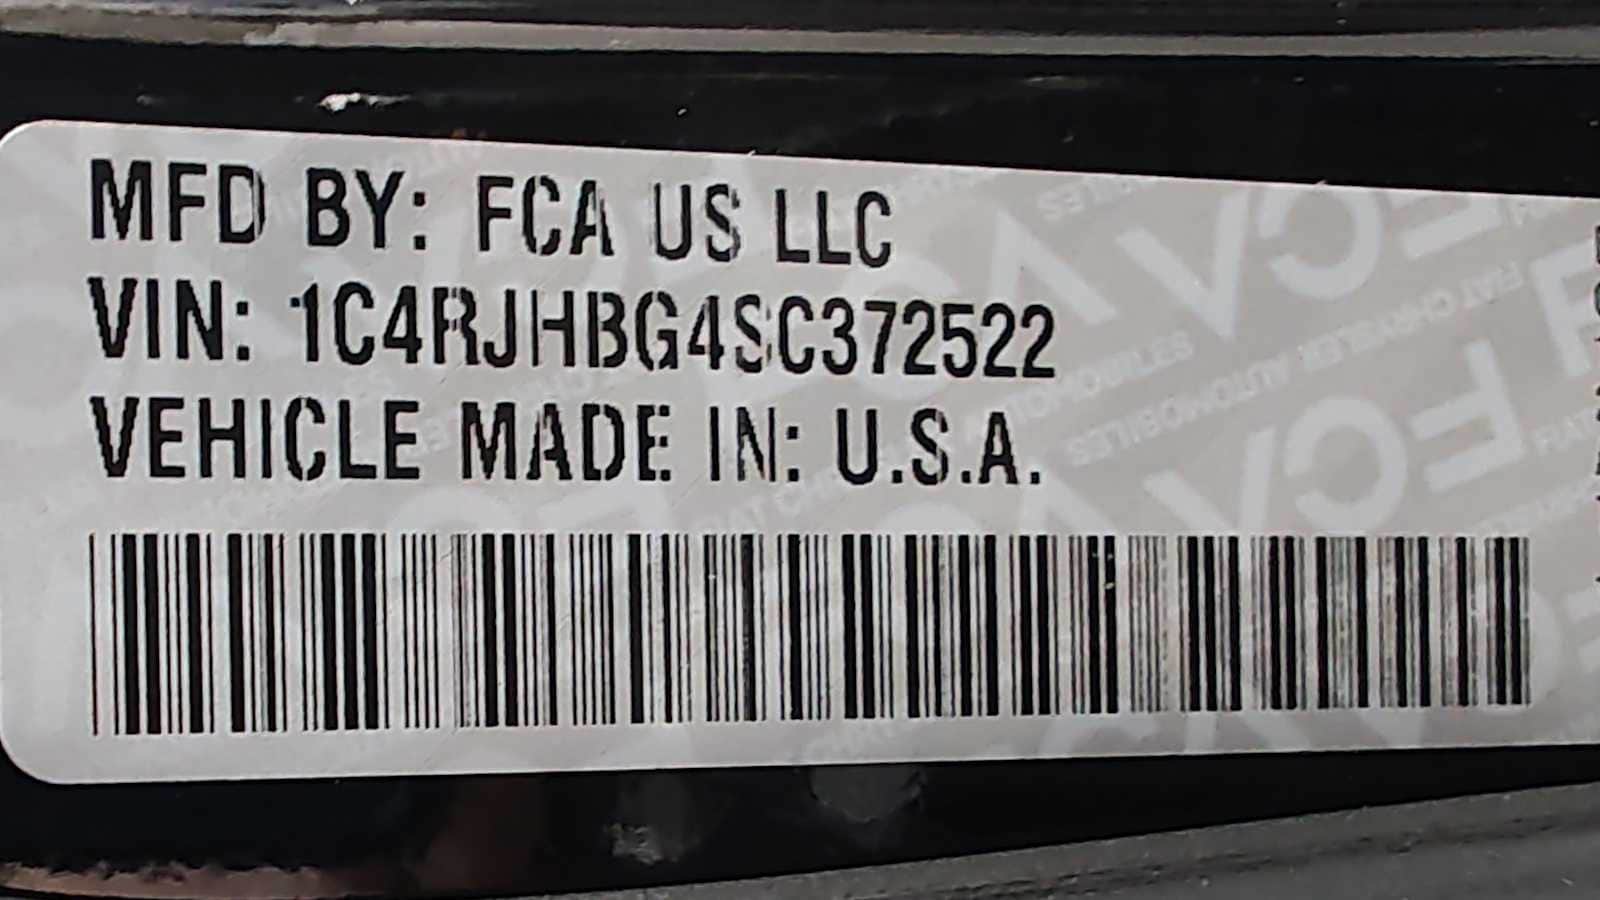 MFD BY: FCA US LLC
VIN: 1C4RJHBG4SC372522
VEHICLE MADE IN: U.S.A.